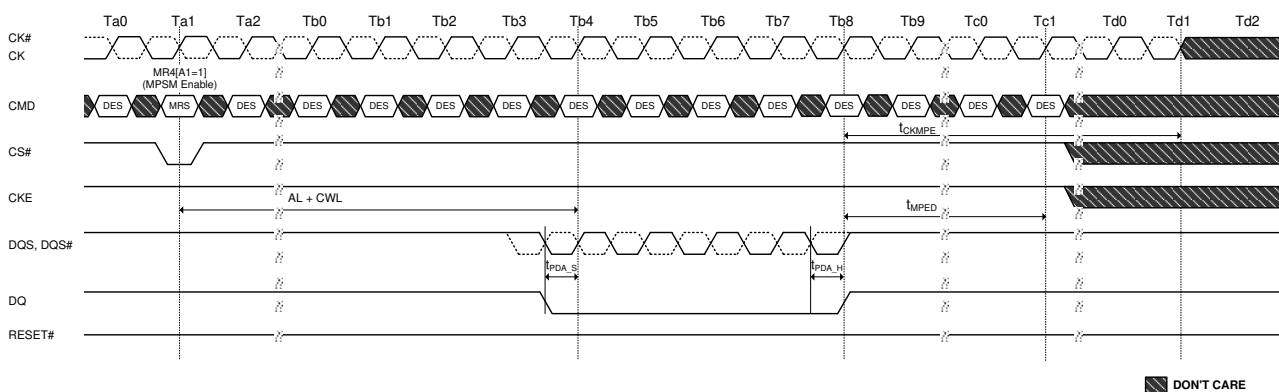 Ta0 Ta1 Ta2 Tb0 Tb1 Tb2 Tb3 Tb4 Tb5 Tb6 Tb7 Tb8 Tb9 Tc0 Tc1 Td0 Td1 Td2
CK#
CK
MR4[A1=1]
(MPSM Enable)
CMD DES MRS DES DES DES DES DES DES DES DES DES DES DES DES DES
tCKMPE
CS#
CKE
AL + CWL
tMPED
DQS, DQS#
tPDA_S tPDA_H
DQ
RESET#
DON'T CARE